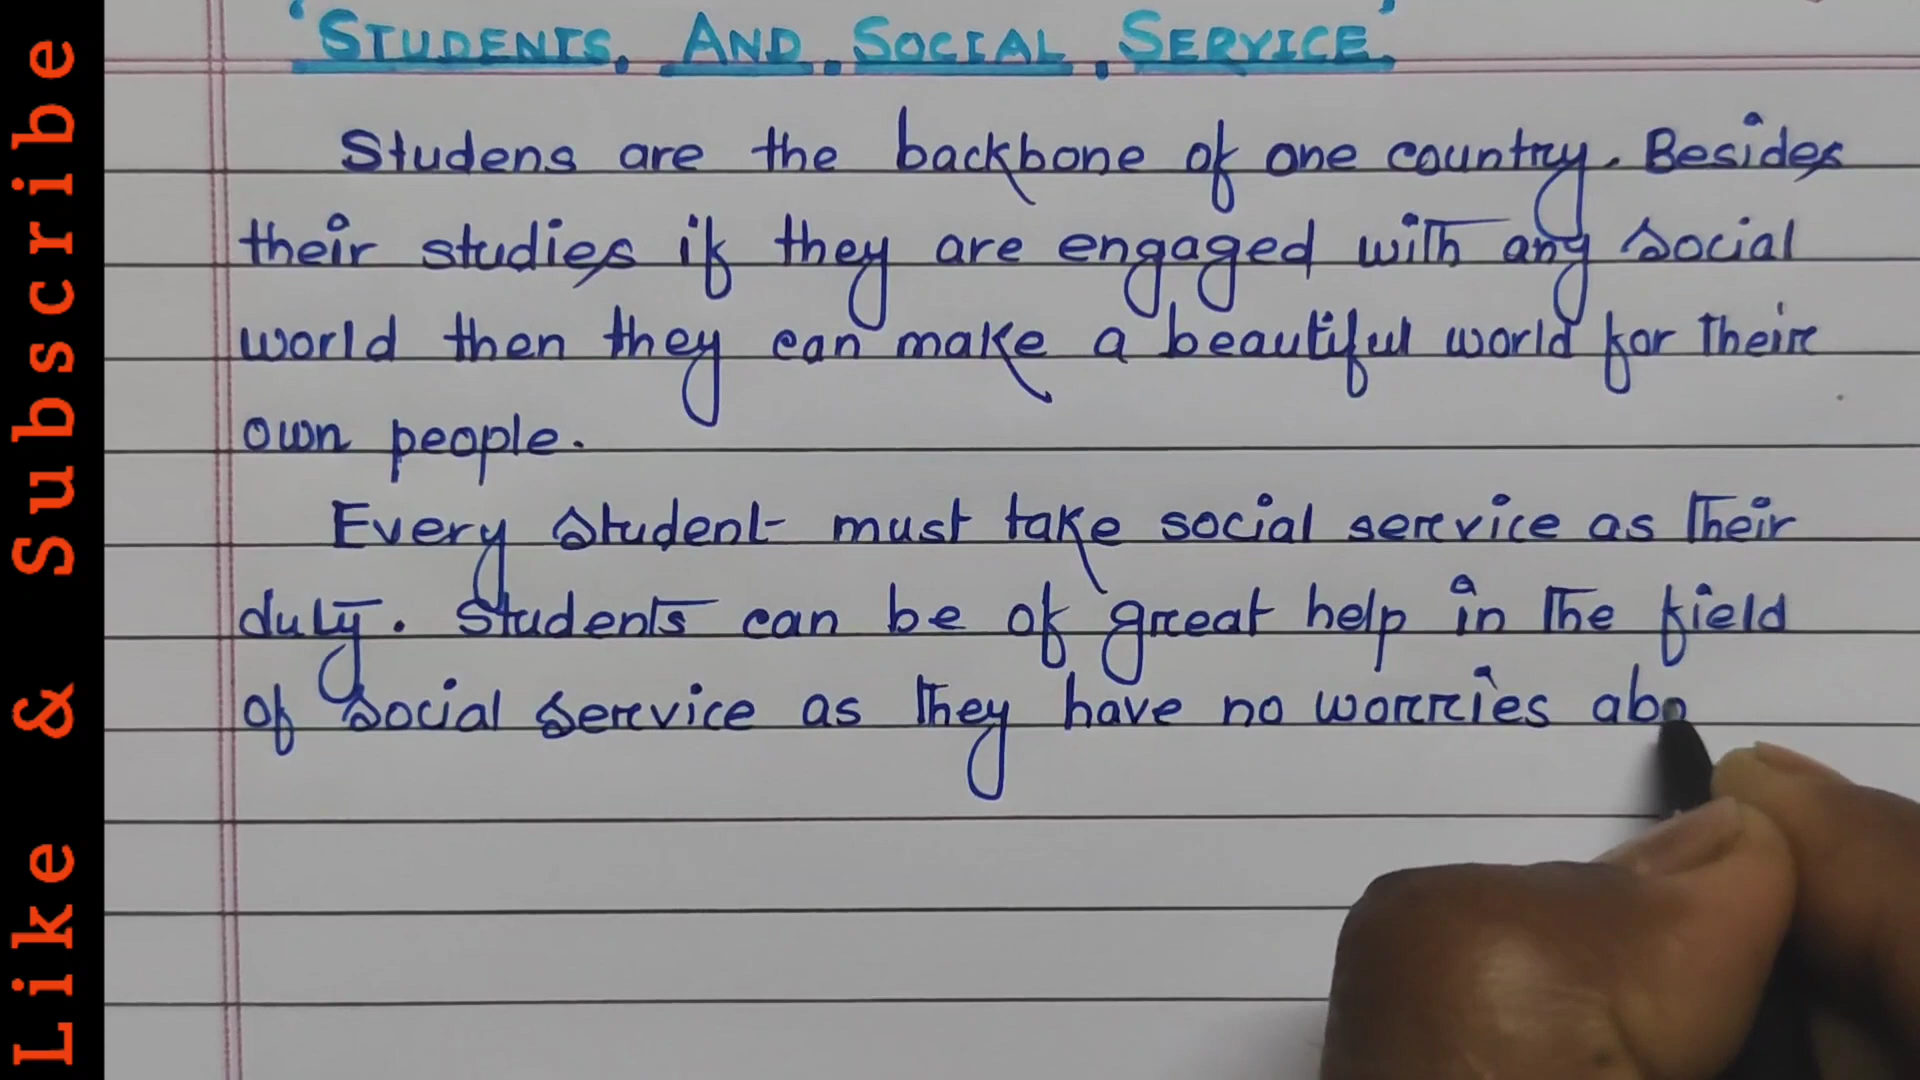 'STUDENTS, AND, SOCIAL, SERVICE,'
Studens are the backbone of one country. Besides
their studies if they are engaged with any social
world then they can make a beautiful world for their
own people.
Every student must take social service as their
duty. Students can be of great help in the field
of social service as they have no worries abo
Like & Subscribe